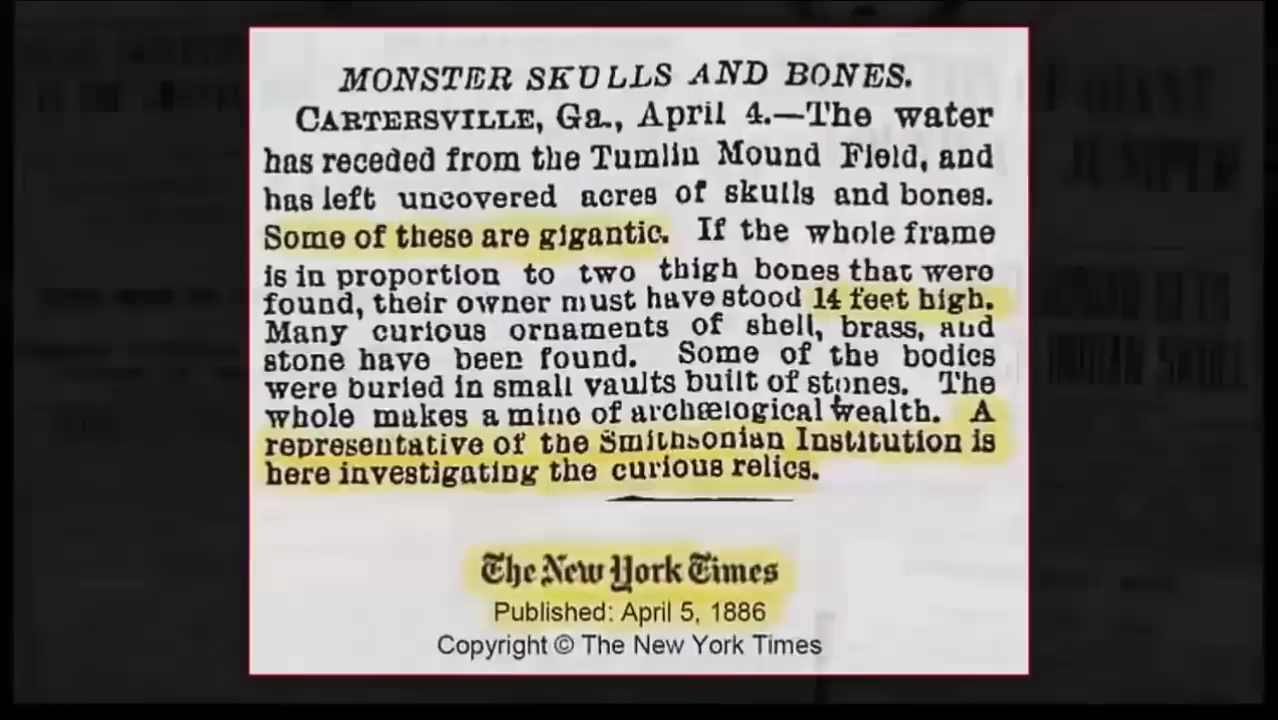 MONSTER SKULLS AND BONES.
CARTERSVILLE, Ga., April 4.—The water
has receded from the Tumlin Mound Field, and
has left uncovered acres of skulls and bones.
Some of these are gigantic. If the whole frame
is in proportion to two thigh bones that were
found, their owner must have stood 14 feet high.
Many curious ornaments of shell, brass, and
stone have been found. Some of the bodies
were buried in small vaults built of stones. The
whole makes a mine of archælogical wealth. A
representative of the Smithsonian Institution is
here investigating the curious relics.
The New York Times
Published: April 5, 1886
Copyright © The New York Times
GIANT
JUNIPER
INDIAN SKULL